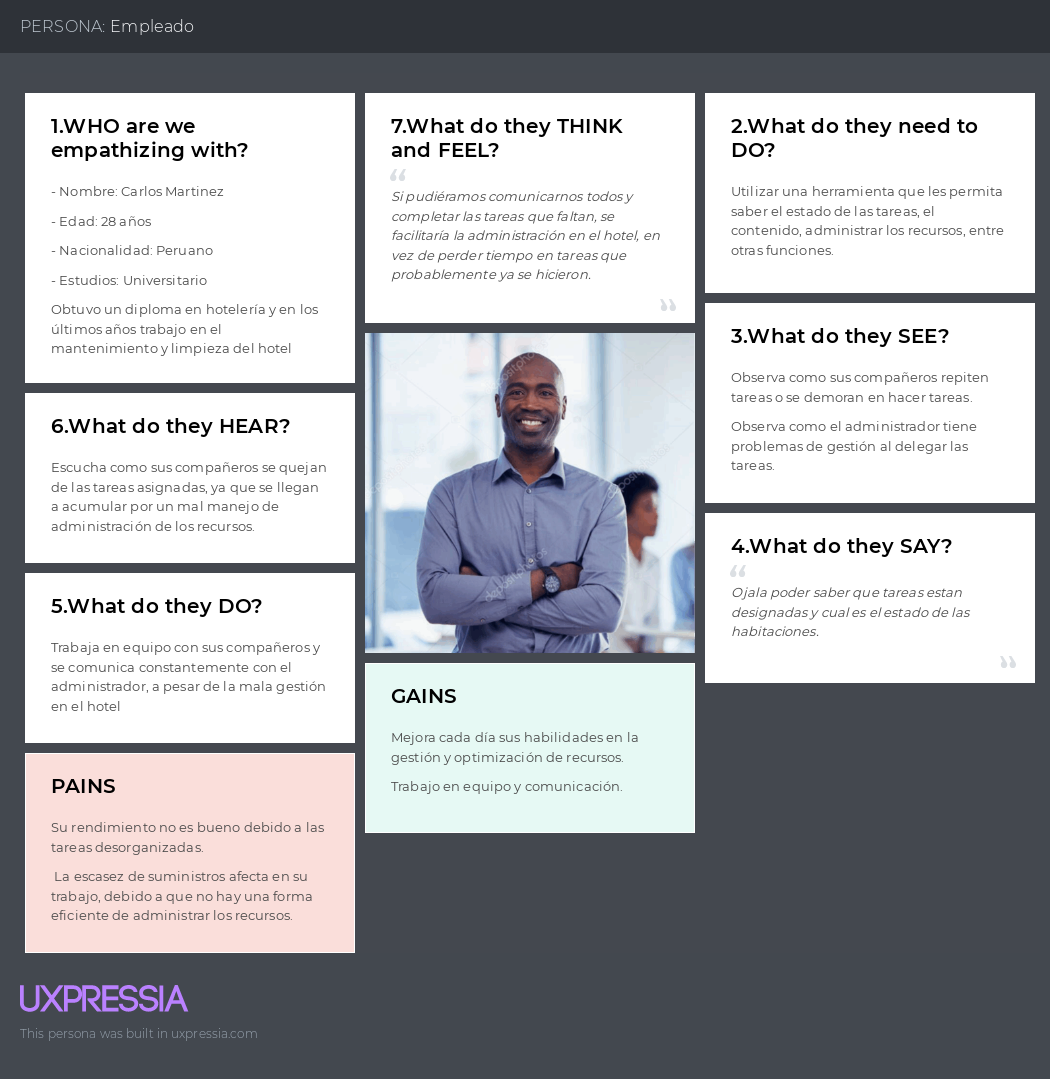 PERSONA: Empleado
1.WHO are we
empathizing with?
- Nombre: Carlos Martinez
- Edad: 28 años
- Nacionalidad: Peruano
- Estudios: Universitario
Obtuvo un diploma en hotelería y en los
últimos años trabajo en el
mantenimiento y limpieza del hotel
6.What do they HEAR?
Escucha como sus compañeros se quejan
de las tareas asignadas, ya que se llegan
a acumular por un mal manejo de
administración de los recursos.
5.What do they DO?
Trabaja en equipo con sus compañeros y
se comunica constantemente con el
administrador, a pesar de la mala gestión
en el hotel
PAINS
Su rendimiento no es bueno debido a las
tareas desorganizadas.
La escasez de suministros afecta en su
trabajo, debido a que no hay una forma
eficiente de administrar los recursos.
7.What do they THINK
and FEEL?
“
Si pudiéramos comunicarnos todos y
completar las tareas que faltan, se
facilitaría la administración en el hotel, en
vez de perder tiempo en tareas que
probablemente ya se hicieron.
”
depositphotos
GAINS
Mejora cada día sus habilidades en la
gestión y optimización de recursos.
Trabajo en equipo y comunicación.
2.What do they need to
DO?
Utilizar una herramienta que les permita
saber el estado de las tareas, el
contenido, administrar los recursos, entre
otras funciones.
3.What do they SEE?
Observa como sus compañeros repiten
tareas o se demoran en hacer tareas.
Observa como el administrador tiene
problemas de gestión al delegar las
tareas.
4.What do they SAY?
“
Ojala poder saber que tareas estan
designadas y cual es el estado de las
habitaciones.
”
UXPRESSIA
This persona was built in uxpressia.com